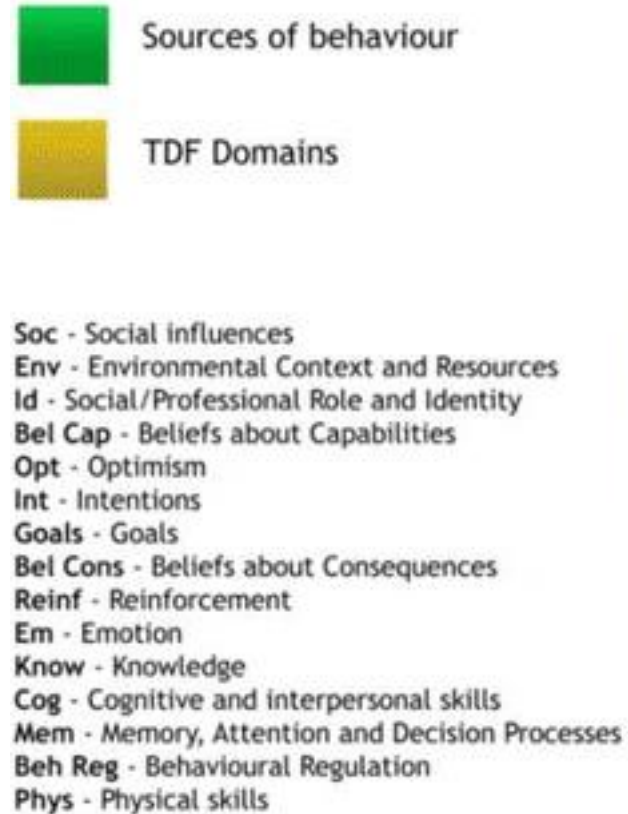 Sources of behaviour
TDF Domains
Soc - Social influences
Env - Environmental Context and Resources
Id - Social/Professional Role and Identity
Bel Cap - Beliefs about Capabilities
Opt - Optimism
Int - Intentions
Goals - Goals
Bel Cons - Beliefs about Consequences
Reinf - Reinforcement
Em - Emotion
Know - Knowledge
Cog - Cognitive and interpersonal skills
Mem - Memory, Attention and Decision Processes
Beh Reg - Behavioural Regulation
Phys - Physical skills